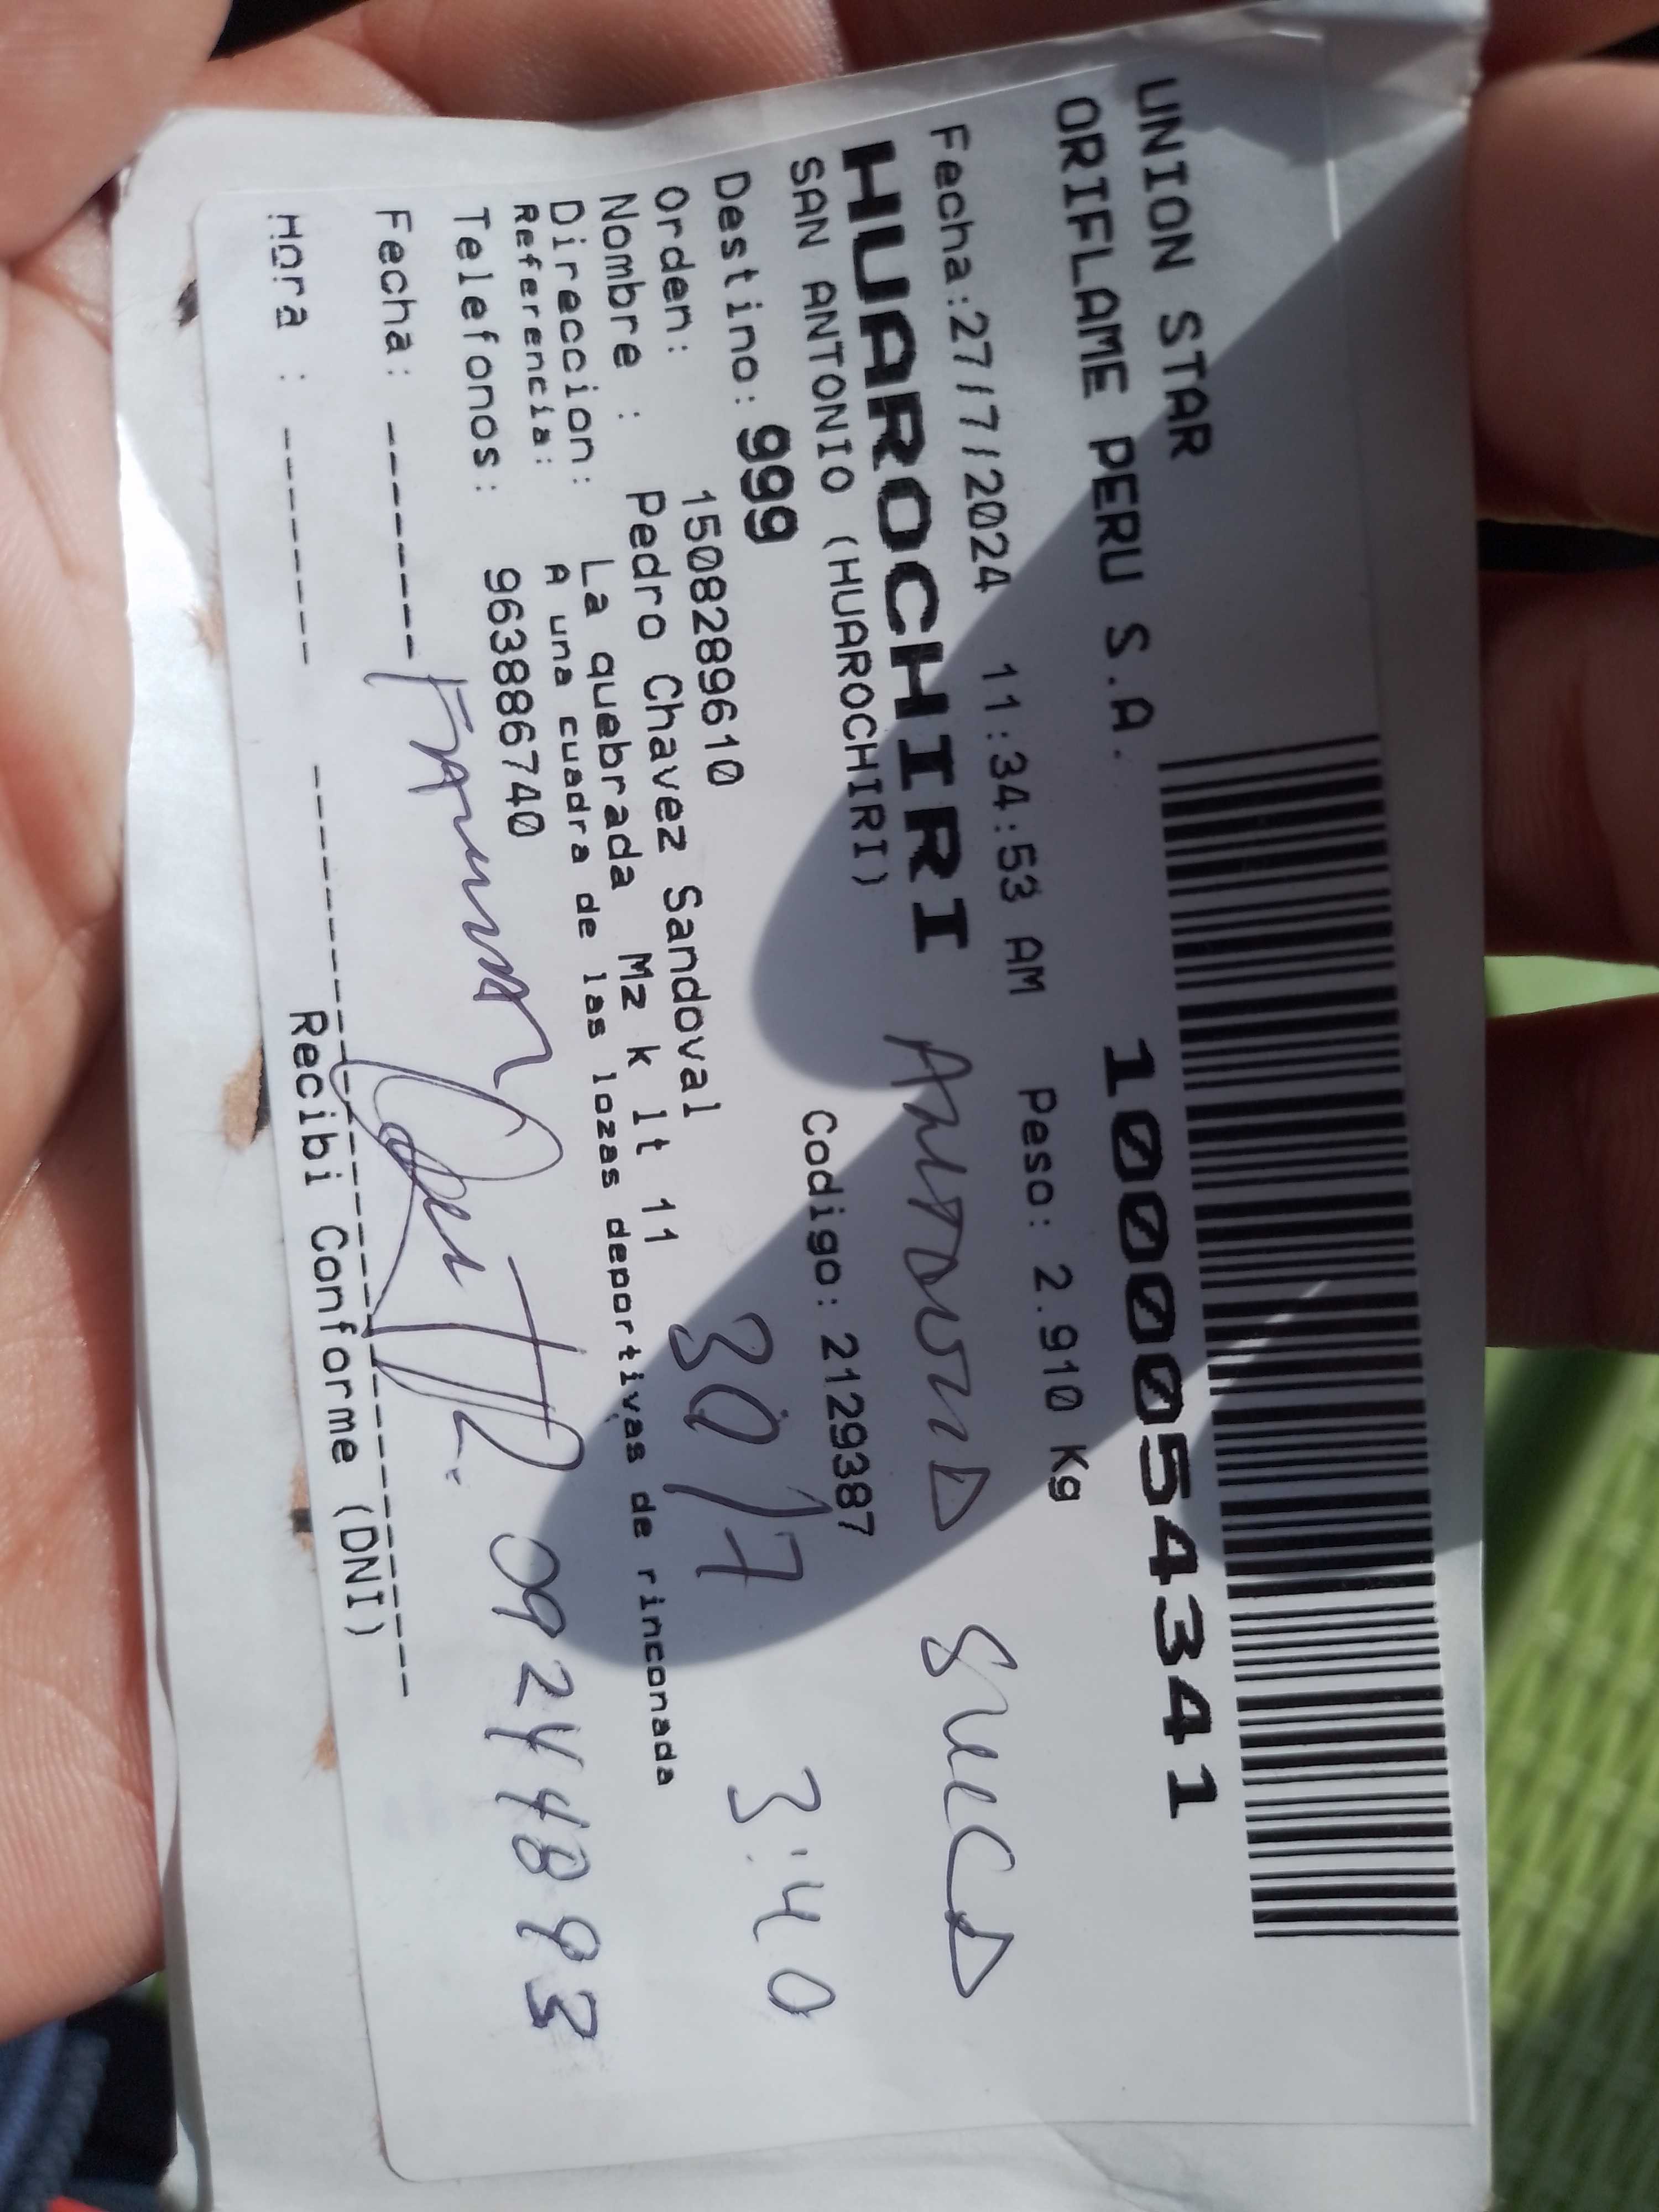 UNION STAR
ORIFLAME PERU S.A. 1000054341
Fecha:27/7/2024 11:34:53 AM Peso: 2.910 Kg
HUAROCHIRI
SAN ANTONIO (HUAROCHIRI) Codigo: 2129387
Destino: 999
30/7 3:40
Orden: 1508289610
Nombre : Pedro Chavez Sandoval
Direccion: La quebrada Mz k lt 11
Referencia: A una cuadra de las lozas deportivas de rinconada
Telefonos: 963886740
09244893
Fecha: -------
Hora : -------
Recibi Conforme (DNI)